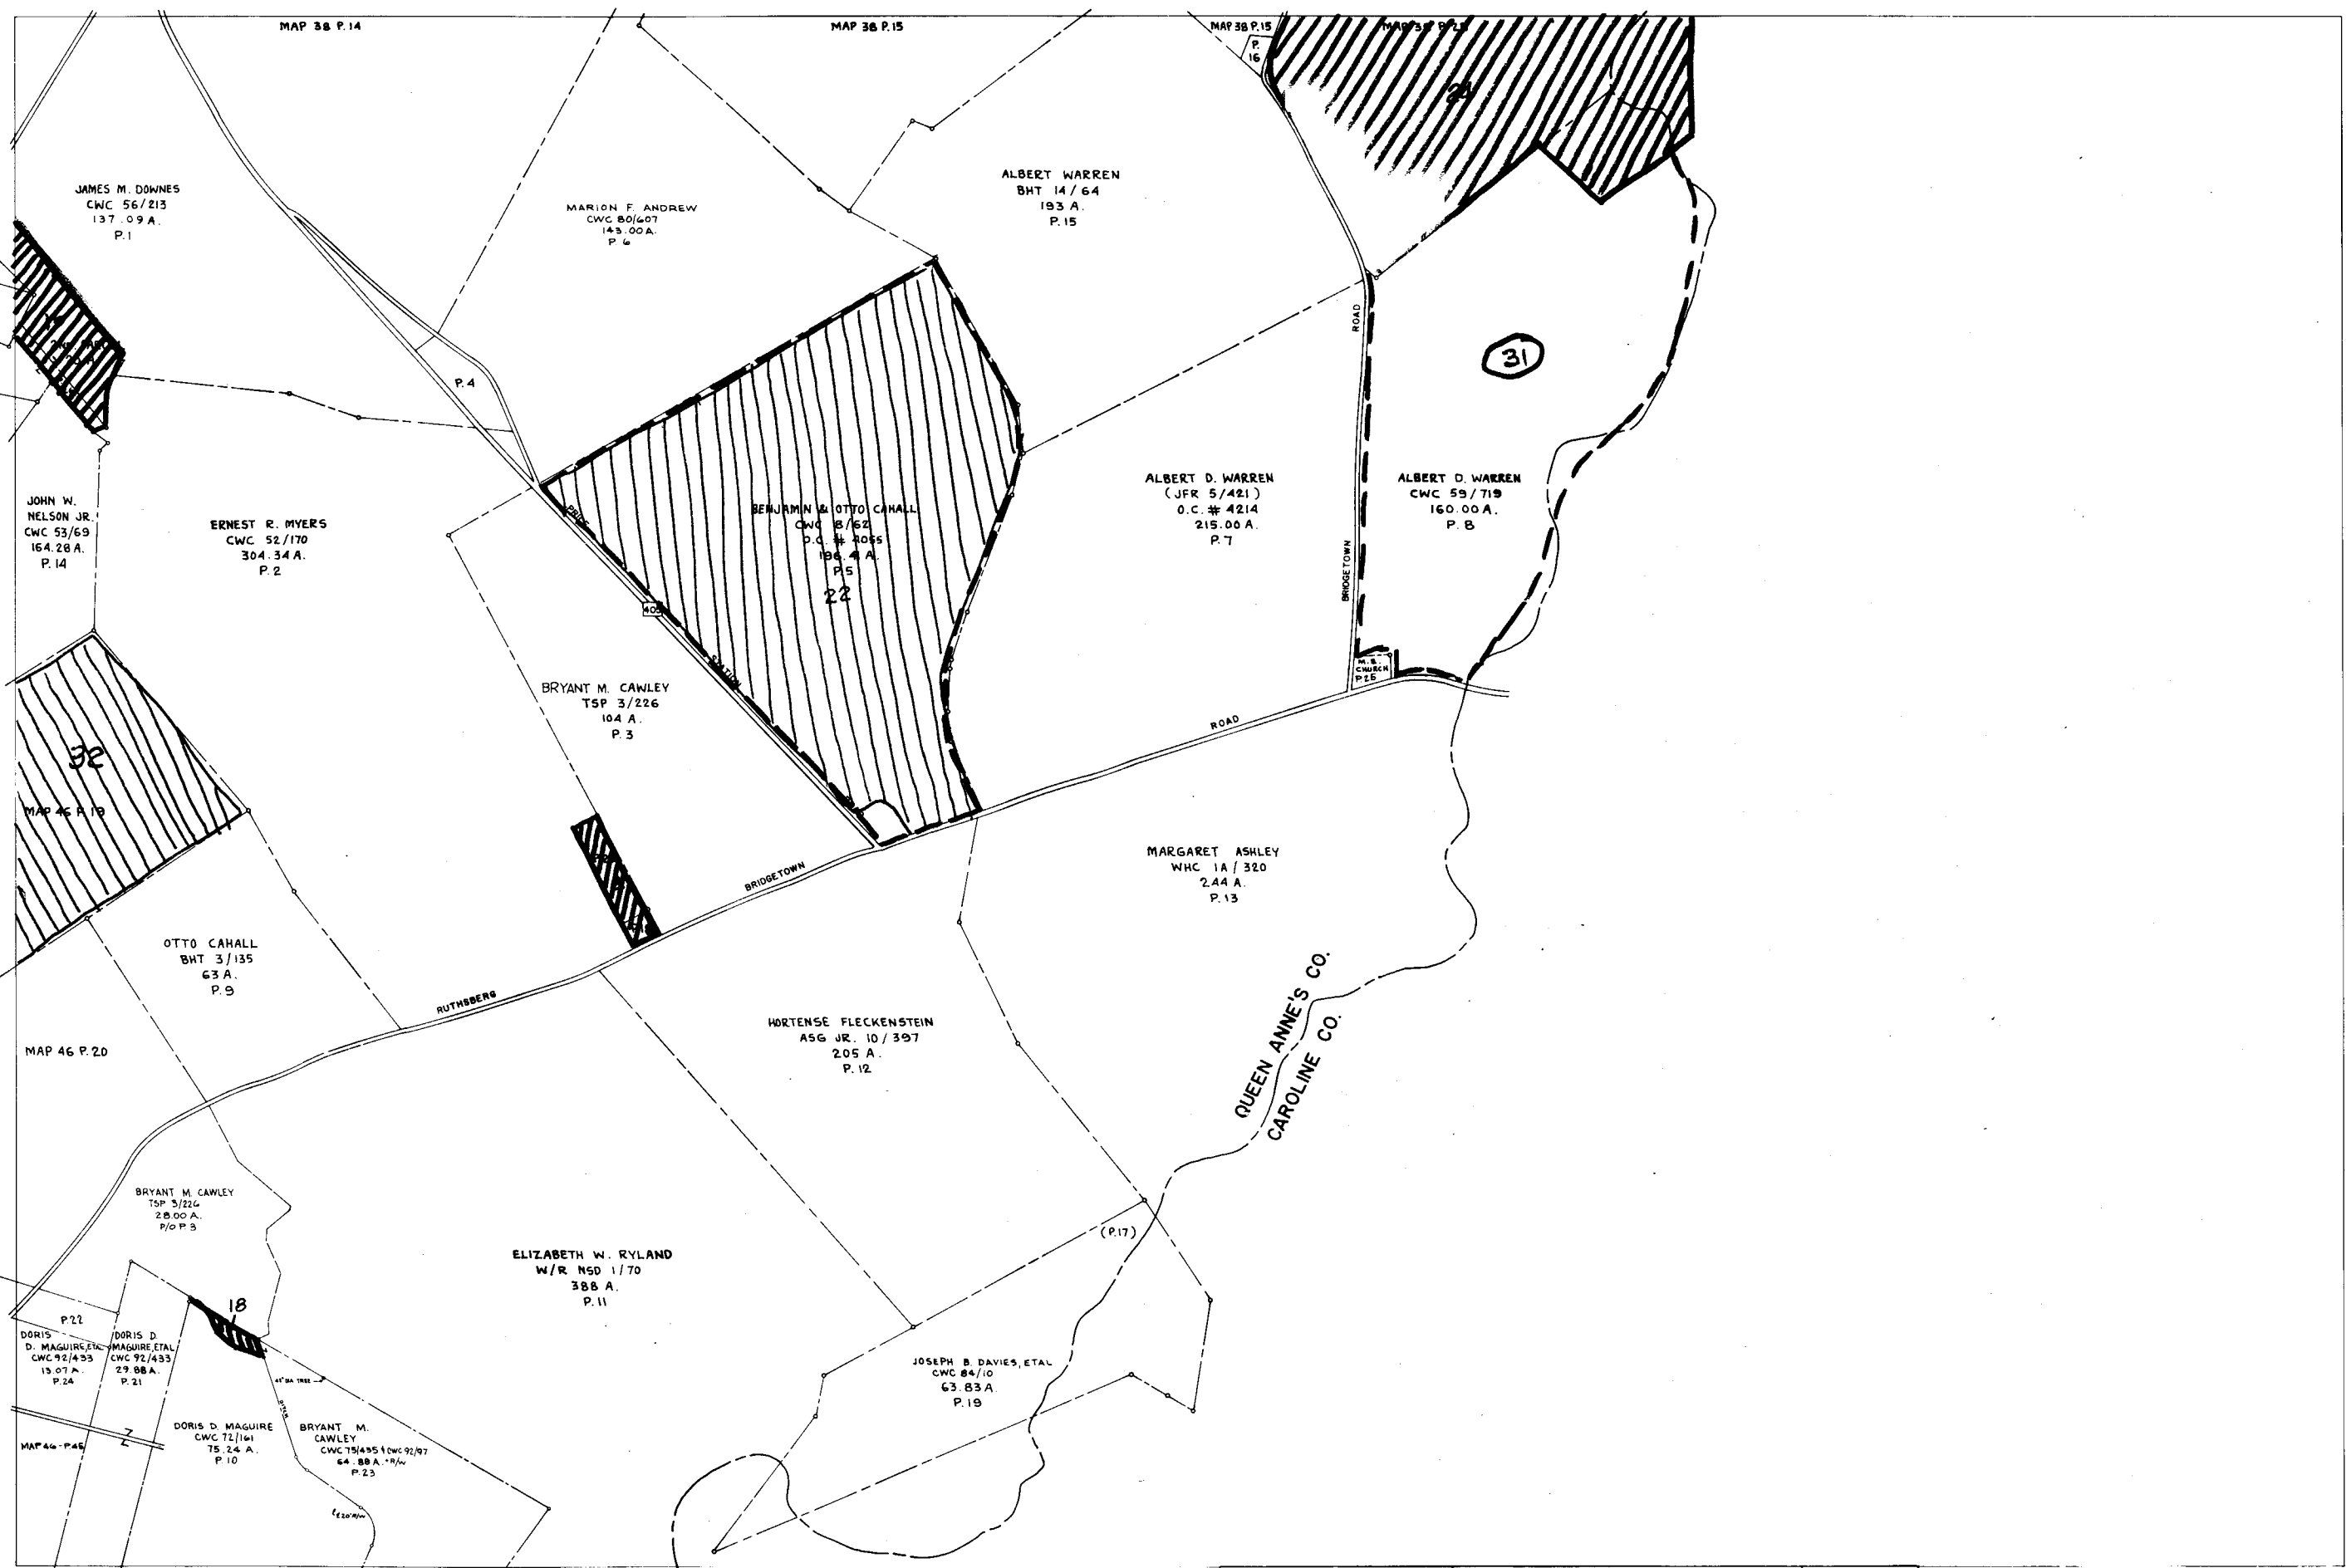 MAP 38 P. 14
MAP 38 P. 15
MAP 38 P. 15
P.
16
JAMES M. DOWNES
CWC 56/213
137.09 A.
P. 1
MARION F. ANDREW
CWC 80/607
143.00 A.
P. 6
ALBERT WARREN
BHT 14/64
193 A.
P. 15
P. 4
ROAD
31
JOHN W.
NELSON JR.
CWC 53/69
164.28 A.
P. 14
ERNEST R. MYERS
CWC 52/170
304.34 A.
P. 2
PRICE
BENJAMIN & OTTO CAHALL
CWC 8/62
O.C. # 4055
P. 5
22
405
STATION
ALBERT D. WARREN
(JFR 5/421)
O.C. # 4214
215.00 A.
P. 7
BRIDGETOWN
ALBERT D. WARREN
CWC 59/719
160.00 A.
P. 8
M.E.
CHURCH
P. 25
BRYANT M. CAWLEY
TSP 3/226
104 A.
P. 3
ROAD
32
MAP 46 P. 19
BRIDGETOWN
MARGARET ASHLEY
WHC 1A/320
244 A.
P. 13
OTTO CAHALL
BHT 3/135
63 A.
P. 9
RUTHSBERG
MAP 46 P. 20
HORTENSE FLECKENSTEIN
ASG JR. 10/397
205 A.
P. 12
QUEEN ANNE'S CO.
CAROLINE CO.
BRYANT M. CAWLEY
TSP 3/226
28.00 A.
P/O P. 3
(P. 17)
ELIZABETH W. RYLAND
W/R NSD 1/70
388 A.
P. 11
18
P. 22
DORIS
D. MAGUIRE, ETAL
CWC 92/433
13.07 A.
P. 24
DORIS D.
MAGUIRE, ETAL
CWC 92/433
29.88 A.
P. 21
JOSEPH B. DAVIES, ETAL
CWC 84/10
63.83 A.
P. 19
DITCH
MAP 46 - P. 45
DORIS D. MAGUIRE
CWC 72/161
75.24 A.
P. 10
BRYANT M.
CAWLEY
CWC 75/455 & CWC 92/97
64.88 A. + R/W
P. 23